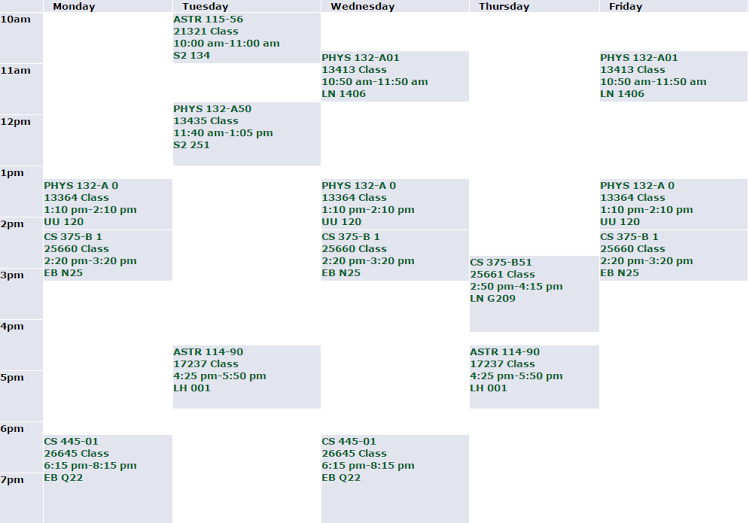 Monday Tuesday Wednesday Thursday Friday
10am
11am
12pm
1pm
2pm
3pm
4pm
5pm
6pm
7pm
PHYS 132-A 0
13364 Class
1:10 pm-2:10 pm
UU 120
CS 375-B 1
25660 Class
2:20 pm-3:20 pm
EB N25
CS 445-01
26645 Class
6:15 pm-8:15 pm
EB Q22
ASTR 115-56
21321 Class
10:00 am-11:00 am
S2 134
PHYS 132-A50
13435 Class
11:40 am-1:05 pm
S2 251
ASTR 114-90
17237 Class
4:25 pm-5:50 pm
LH 001
PHYS 132-A01
13413 Class
10:50 am-11:50 am
LN 1406
PHYS 132-A 0
13364 Class
1:10 pm-2:10 pm
UU 120
CS 375-B 1
25660 Class
2:20 pm-3:20 pm
EB N25
CS 445-01
26645 Class
6:15 pm-8:15 pm
EB Q22
CS 375-B51
25661 Class
2:50 pm-4:15 pm
LN G209
ASTR 114-90
17237 Class
4:25 pm-5:50 pm
LH 001
PHYS 132-A01
13413 Class
10:50 am-11:50 am
LN 1406
PHYS 132-A 0
13364 Class
1:10 pm-2:10 pm
UU 120
CS 375-B 1
25660 Class
2:20 pm-3:20 pm
EB N25